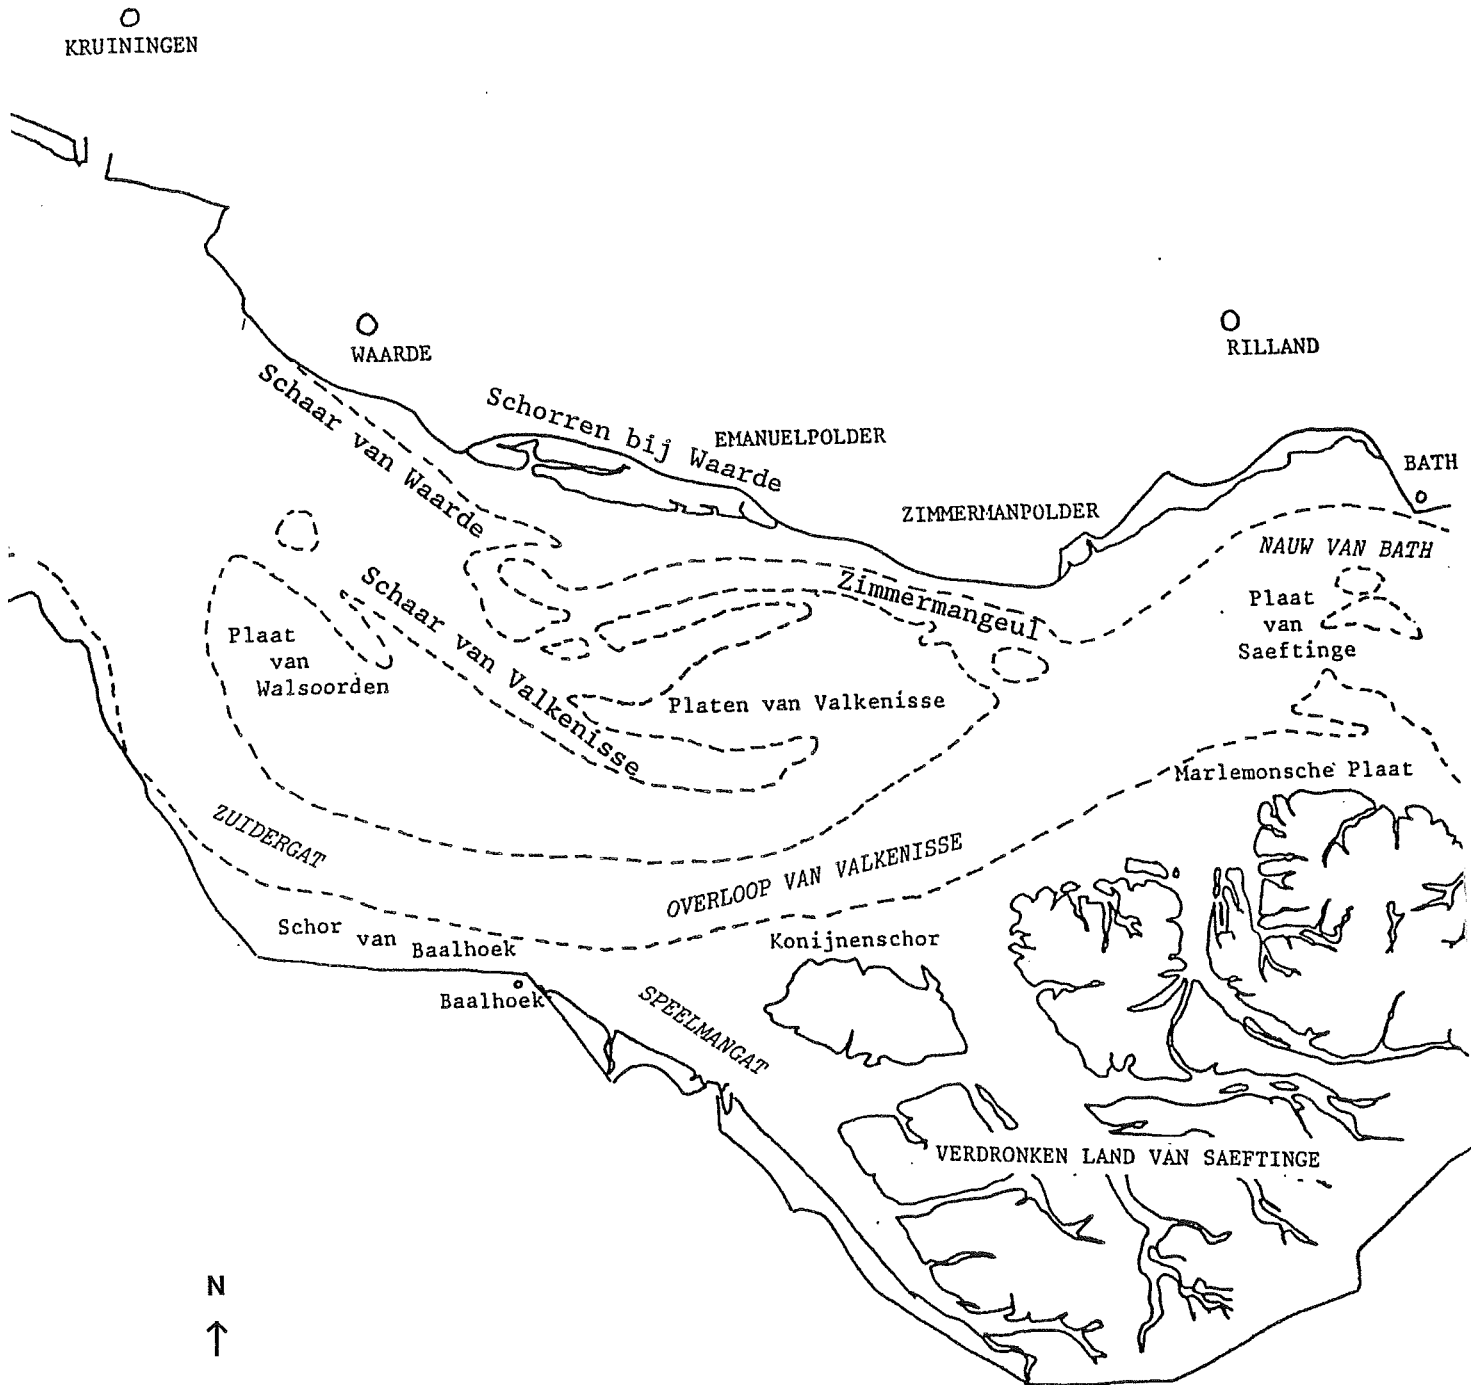 KRUININGEN
WAARDE
RILLAND
Schaar van Waarde
Schorren bij Waarde
EMANUELPOLDER
BATH
ZIMMERMANPOLDER
NAUW VAN BATH
Schaar van Valkenisse
Zimmermangeul
Plaat
van
Saeftinge
Plaat
van
Walsoorden
Platen van Valkenisse
Marlemonsche Plaat
ZUIDERGAT
OVERLOOP VAN VALKENISSE
Schor van Baalhoek
Konijnenschor
Baalhoek
SPEELMANGAT
VERDRONKEN LAND VAN SAEFTINGE
N